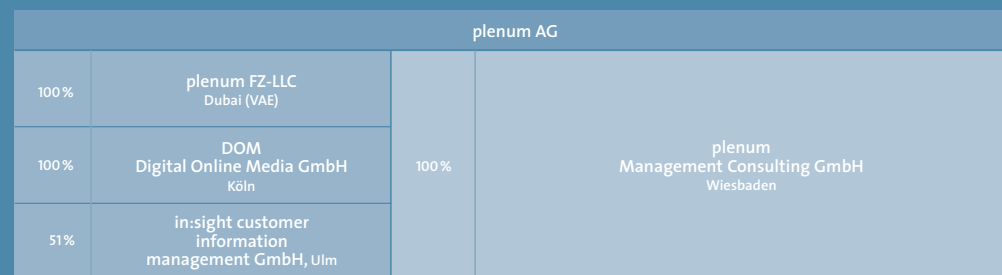 plenum AG
100 %
plenum FZ-LLC
Dubai (VAE)
100 %
DOM
Digital Online Media GmbH
Köln
51 %
in:sight customer
information
management GmbH, Ulm
100 %
plenum
Management Consulting GmbH
Wiesbaden